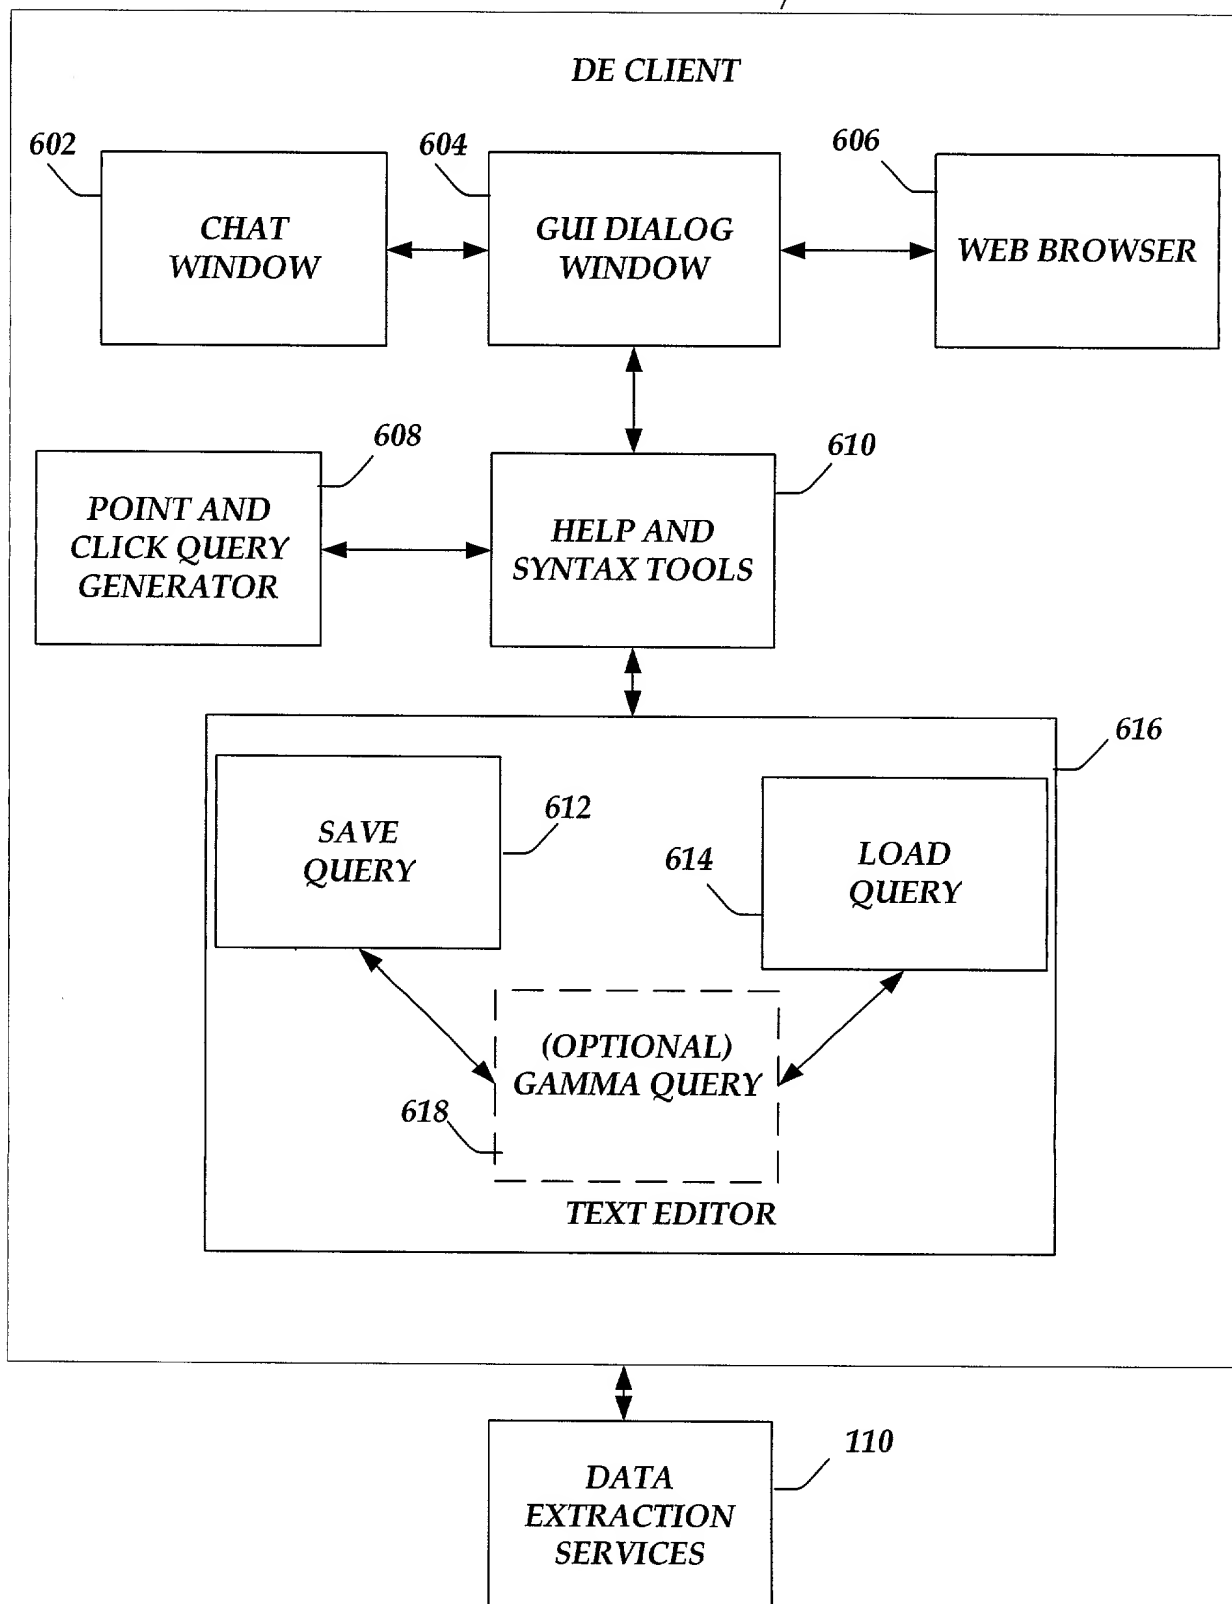 DE CLIENT
602
604
606
CHAT
WINDOW
GUI DIALOG
WINDOW
WEB BROWSER
608
610
POINT AND
CLICK QUERY
GENERATOR
HELP AND
SYNTAX TOOLS
616
SAVE
QUERY
612
614
LOAD
QUERY
(OPTIONAL)
GAMMA QUERY
618
TEXT EDITOR
110
DATA
EXTRACTION
SERVICES